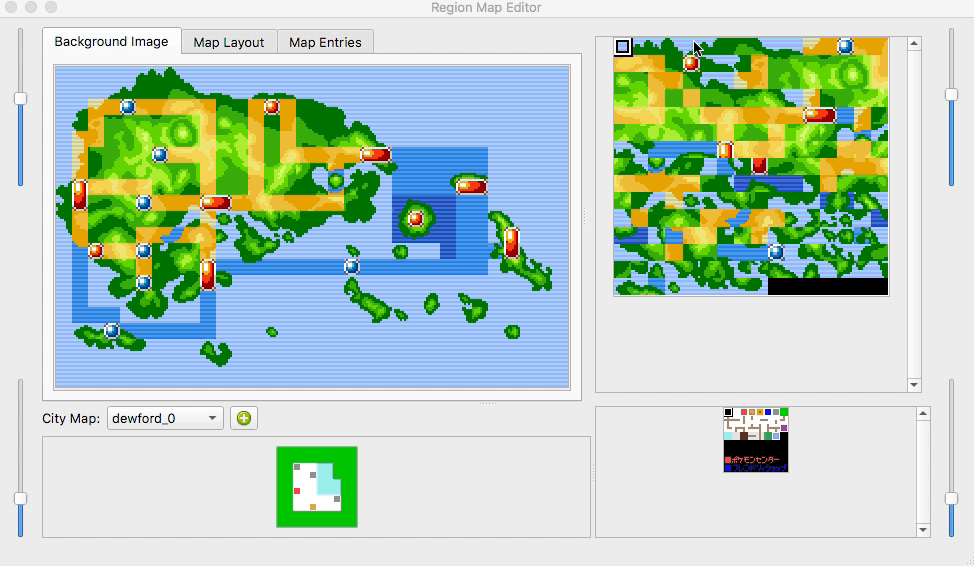 Region Map Editor
Background Image
Map Layout
Map Entries
City Map:
dewford_0
ポケモンセンター
フレンドリィショップ